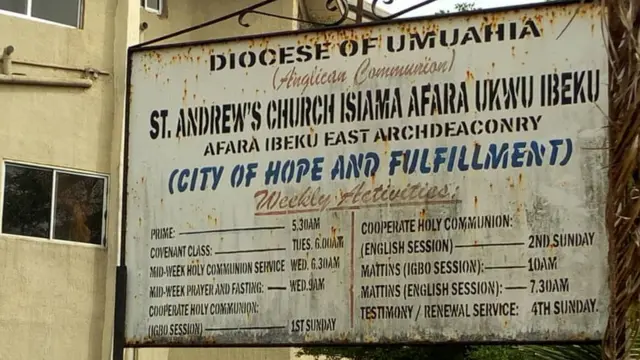 DIOCESE OF UMUAHIA
(Anglican Communion)
ST. ANDREW'S CHURCH ISIAMA AFARA UKWU IBEKU
AFARA IBEKU EAST ARCHDEACONRY
(CITY OF HOPE AND FULFILLMENT)
Weekly Activities:
PRIME: 5.30AM
COVENANT CLASS: TUES. 6.00AM
MID-WEEK HOLY COMMUNION SERVICE WED. 6.30AM
MID-WEEK PRAYER AND FASTING: WED. 9AM
COOPERATE HOLY COMMUNION:
(IGBO SESSION) 1ST SUNDAY
COOPERATE HOLY COMMUNION:
(ENGLISH SESSION) 2ND. SUNDAY
MATTINS (IGBO SESSION): 10AM
MATTINS (ENGLISH SESSION): 7.30AM
TESTIMONY / RENEWAL SERVICE: 4TH SUNDAY.